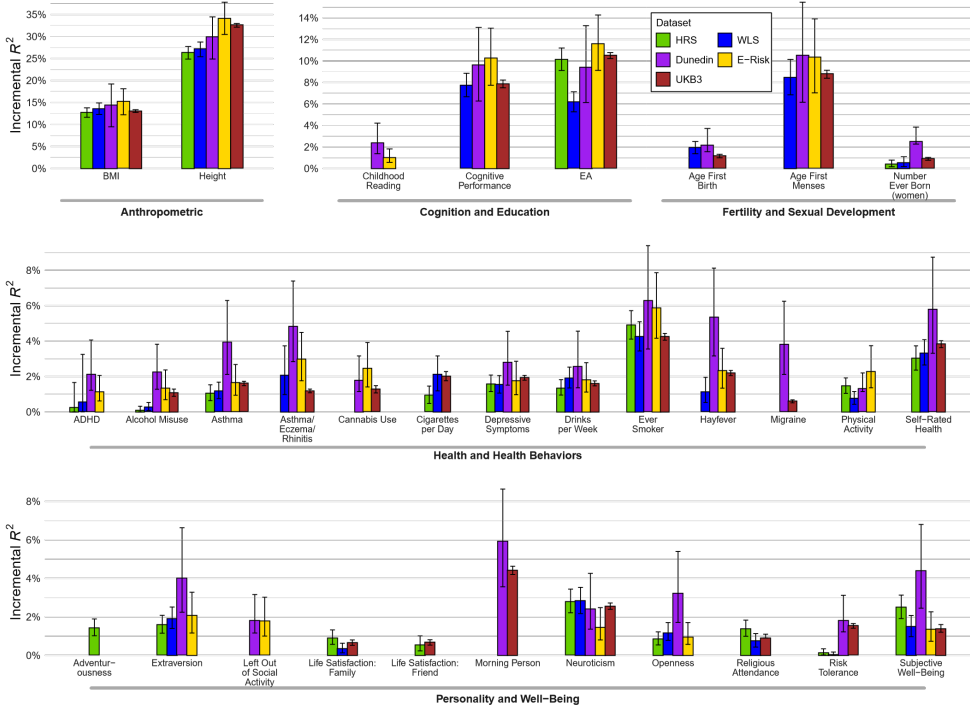 Incremental R²
35%
30%
25%
20%
15%
10%
5%
0%
BMI
Height
Anthropometric
14%
12%
10%
8%
6%
4%
2%
0%
Childhood
Reading
Cognitive
Performance
EA
Cognition and Education
Dataset
HRS
WLS
Dunedin
E−Risk
UKB3
Age First
Birth
Age First
Menses
Number
Ever Born
(women)
Fertility and Sexual Development
Incremental R²
8%
6%
4%
2%
0%
ADHD
Alcohol Misuse
Asthma
Asthma/
Eczema/
Rhinitis
Cannabis Use
Cigarettes
per Day
Depressive
Symptoms
Drinks
per Week
Ever
Smoker
Hayfever
Migraine
Physical
Activity
Self−Rated
Health
Health and Health Behaviors
Incremental R²
8%
6%
4%
2%
0%
Adventur−
ousness
Extraversion
Left Out
of Social
Activity
Life Satisfaction:
Family
Life Satisfaction:
Friend
Morning Person
Neuroticism
Openness
Religious
Attendance
Risk
Tolerance
Subjective
Well−Being
Personality and Well−Being